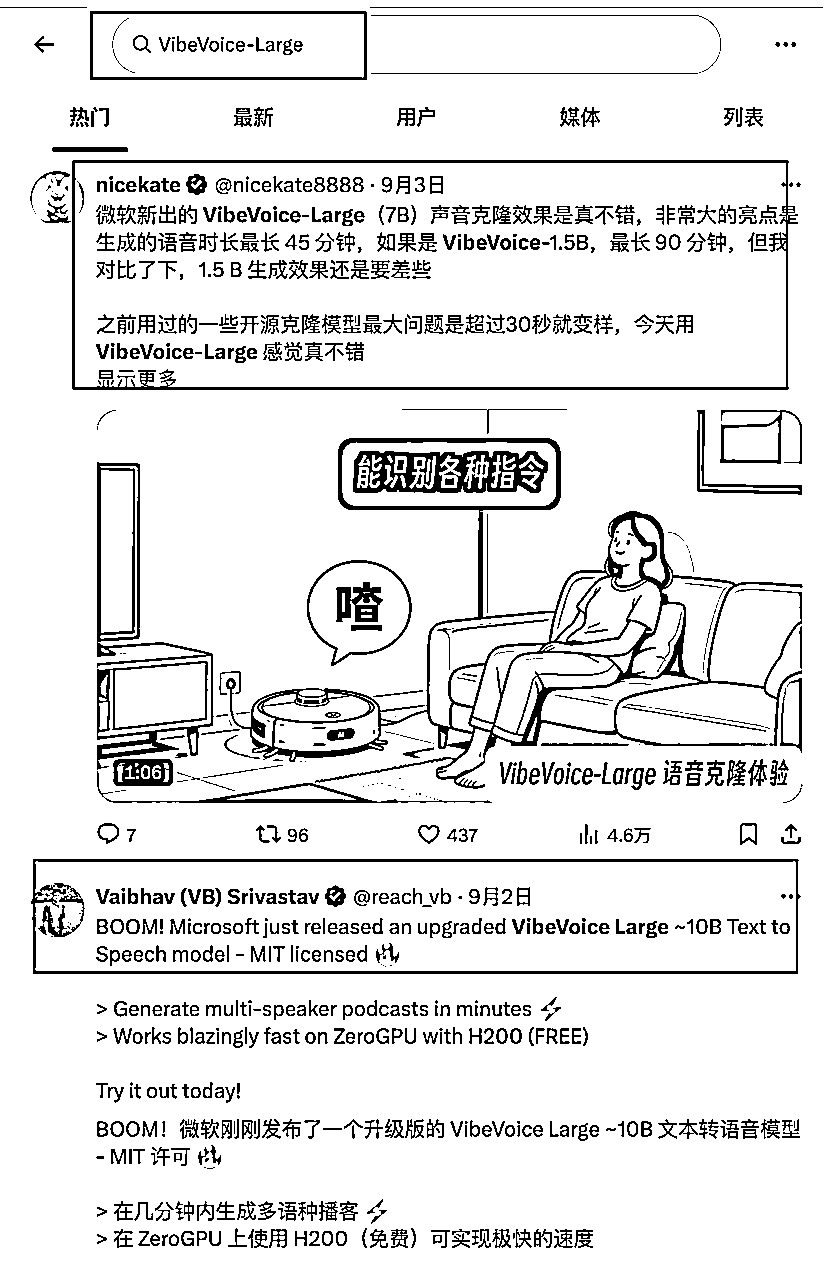 VibeVoice-Large
热门 最新 用户 媒体 列表
nicekate @nicekate8888 · 9月3日
微软新出的 VibeVoice-Large（7B）声音克隆效果是真不错，非常大的亮点是
生成的语音时长最长 45 分钟，如果是 VibeVoice-1.5B，最长 90 分钟，但我
对比了下，1.5 B 生成效果还是要差些
之前用过的一些开源克隆模型最大问题是超过30秒就变样，今天用
VibeVoice-Large 感觉真不错
显示更多
能识别各种指令
喳
1:06
VibeVoice-Large 语音克隆体验
7 96 437 4.6万
Vaibhav (VB) Srivastav @reach_vb · 9月2日
BOOM! Microsoft just released an upgraded VibeVoice Large ~10B Text to
Speech model - MIT licensed
> Generate multi-speaker podcasts in minutes ⚡
> Works blazingly fast on ZeroGPU with H200 (FREE)
Try it out today!
BOOM！微软刚刚发布了一个升级版的 VibeVoice Large ~10B 文本转语音模型
- MIT 许可
> 在几分钟内生成多语种播客 ⚡
> 在 ZeroGPU 上使用 H200（免费）可实现极快的速度